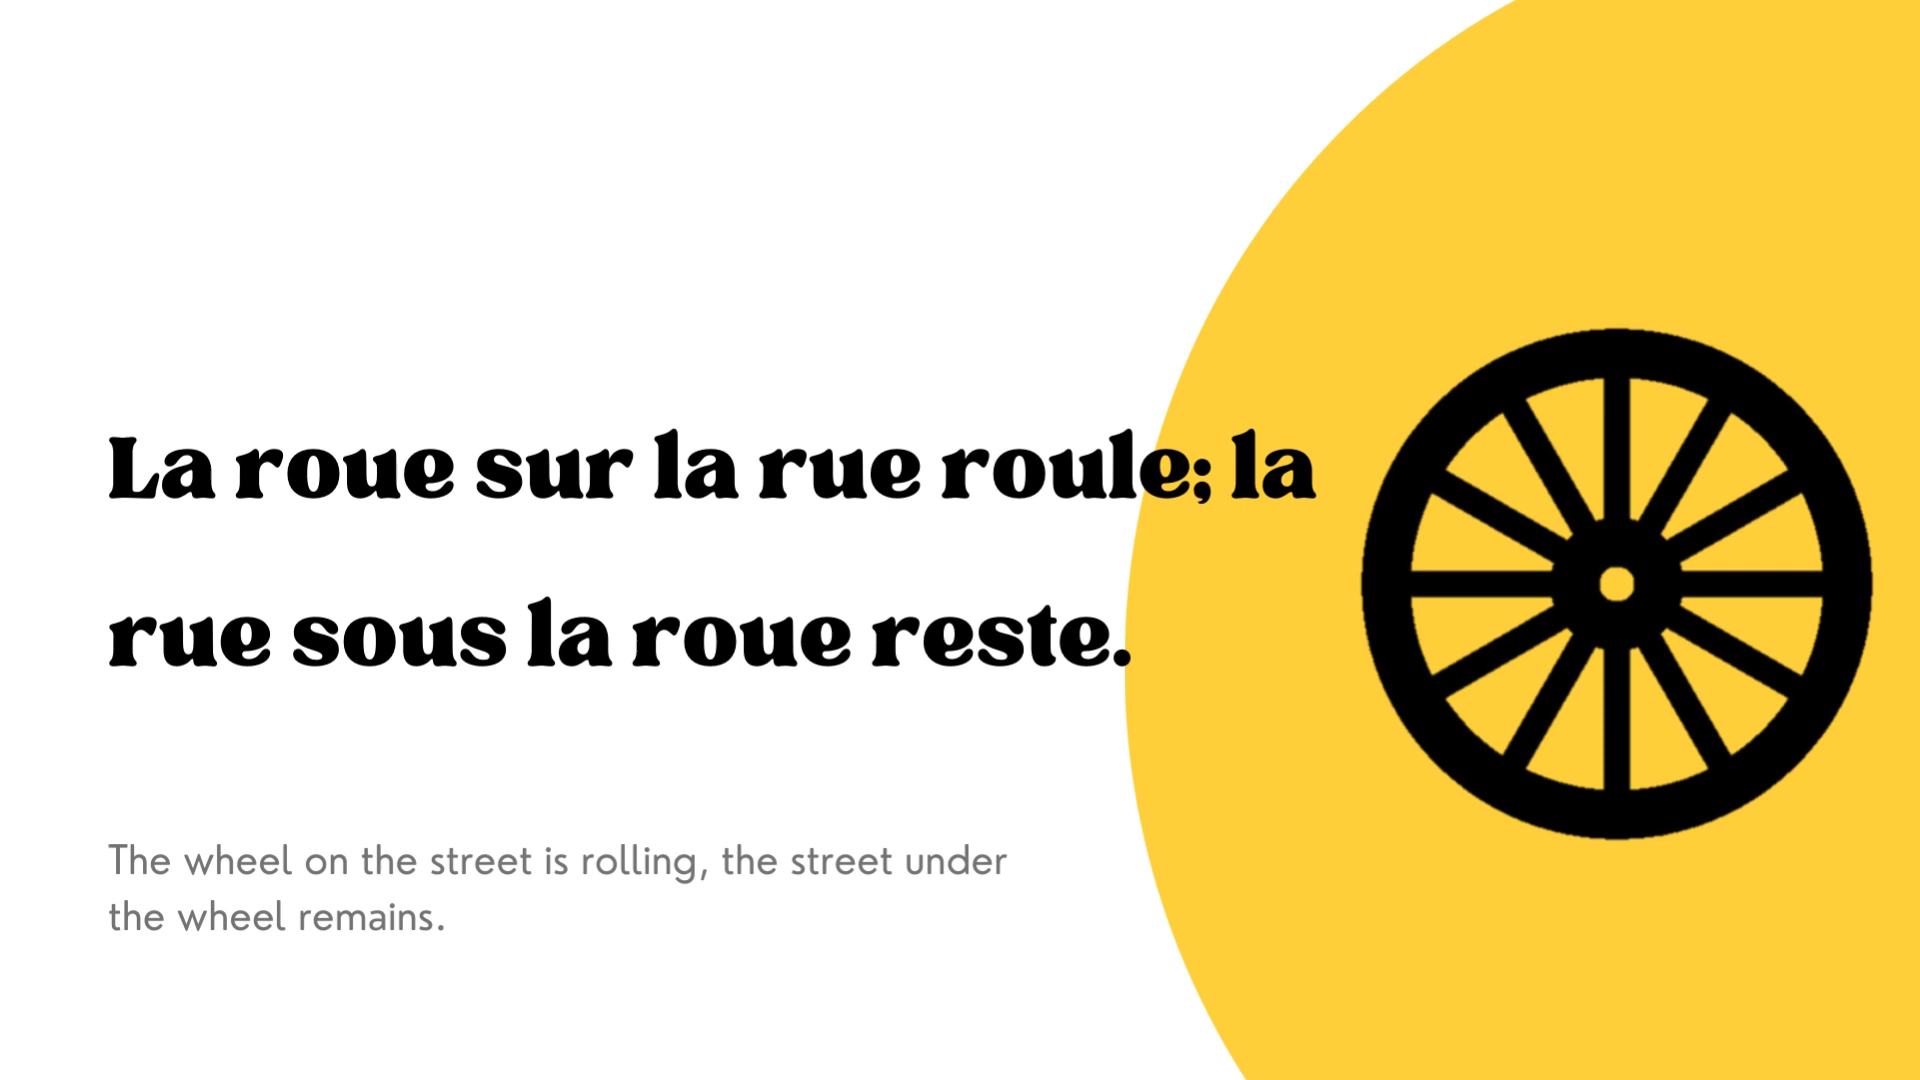 La roue sur la rue roule; la
rue sous la roue reste.
The wheel on the street is rolling, the street under
the wheel remains.